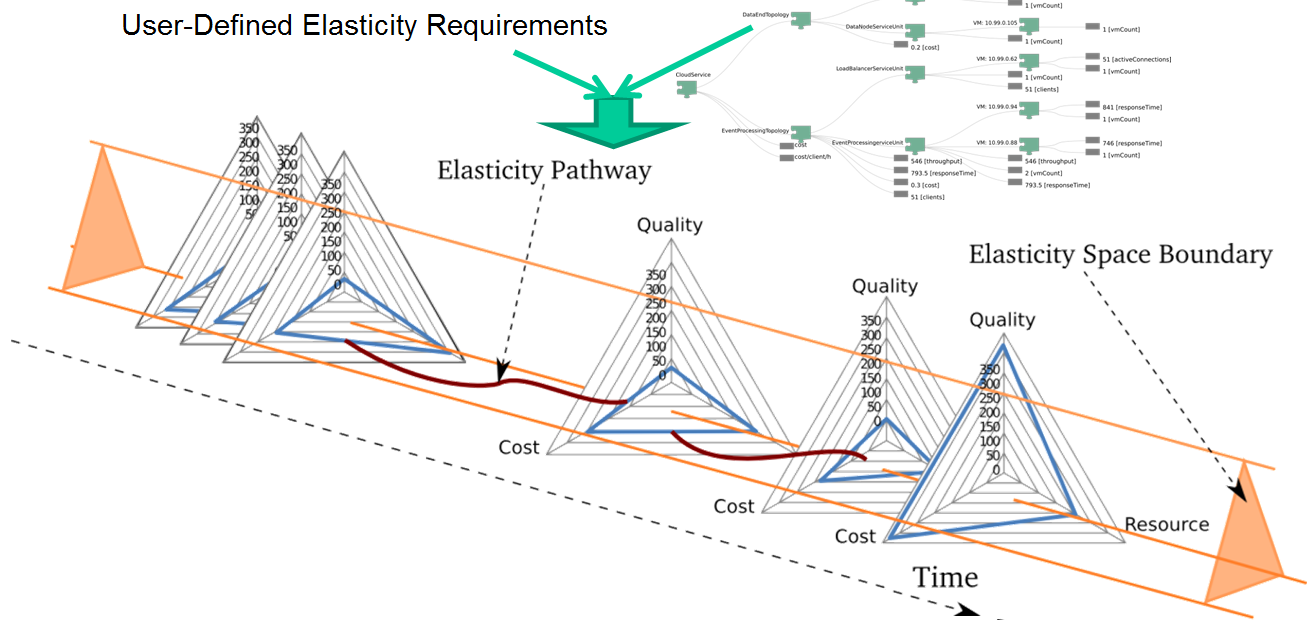 User-Defined Elasticity Requirements
1 [vmCount]
DataEndTopology
DataNodeServiceUnit
VM: 10.99.0.105
1 [vmCount]
1 [vmCount]
0.2 [cost]
CloudService
LoadBalancerServiceUnit
VM: 10.99.0.62
51 [activeConnections]
1 [vmCount]
1 [vmCount]
51 [clients]
VM: 10.99.0.94
841 [responseTime]
1 [vmCount]
EventProcessingTopology
cost
cost/client/h
EventProcessingerviceUnit
VM: 10.99.0.88
746 [responseTime]
1 [vmCount]
546 [throughput]
793.5 [responseTime]
0.3 [cost]
51 [clients]
546 [throughput]
2 [vmCount]
793.5 [responseTime]
Elasticity Pathway
Elasticity Space Boundary
350
300
250
200
150
100
50
350
300
250
200
150
100
50
350
300
250
200
150
100
50
0
Quality
350
300
250
200
150
100
50
0
Cost
Quality
350
300
250
200
150
100
50
0
Cost
Quality
350
300
250
200
150
100
50
0
Cost
Resource
Time